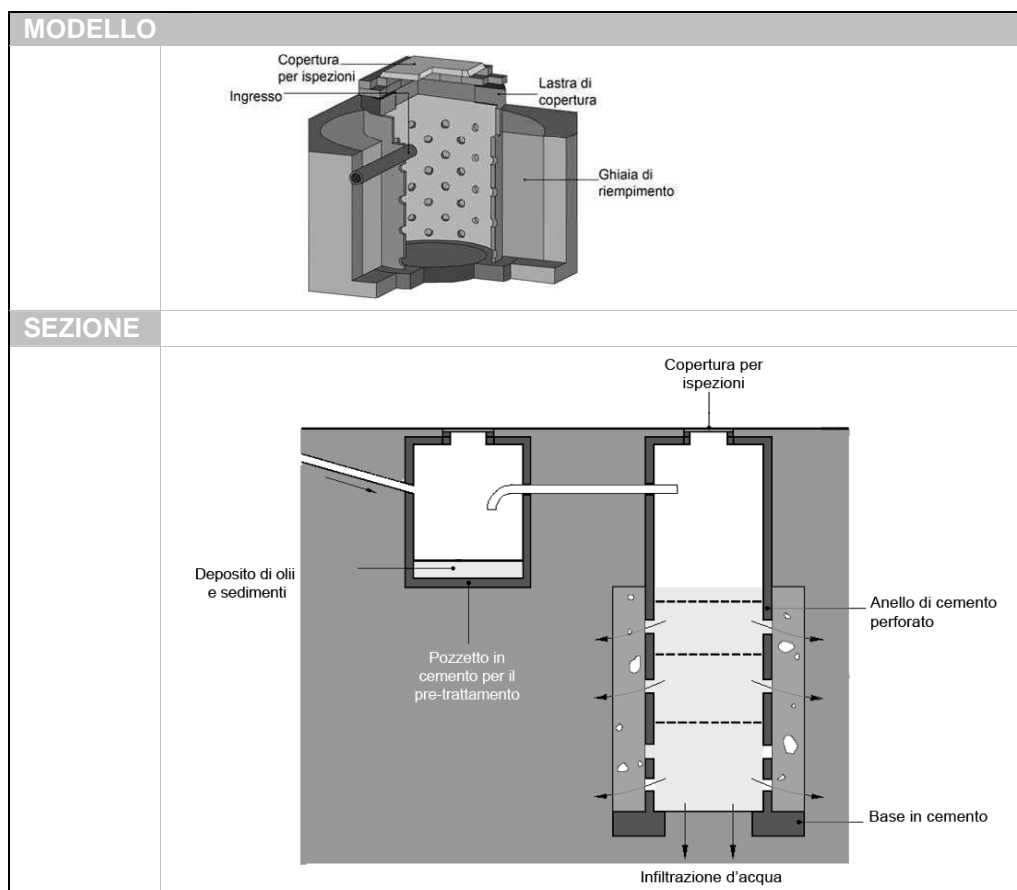 MODELLO
Copertura
per ispezioni
Ingresso
Lastra di
copertura
Ghiaia di
riempimento
SEZIONE
Copertura per
ispezioni
Deposito di olii
e sedimenti
Pozzetto in
cemento per il
pre-trattamento
Anello di cemento
perforato
Base in cemento
Infiltrazione d'acqua